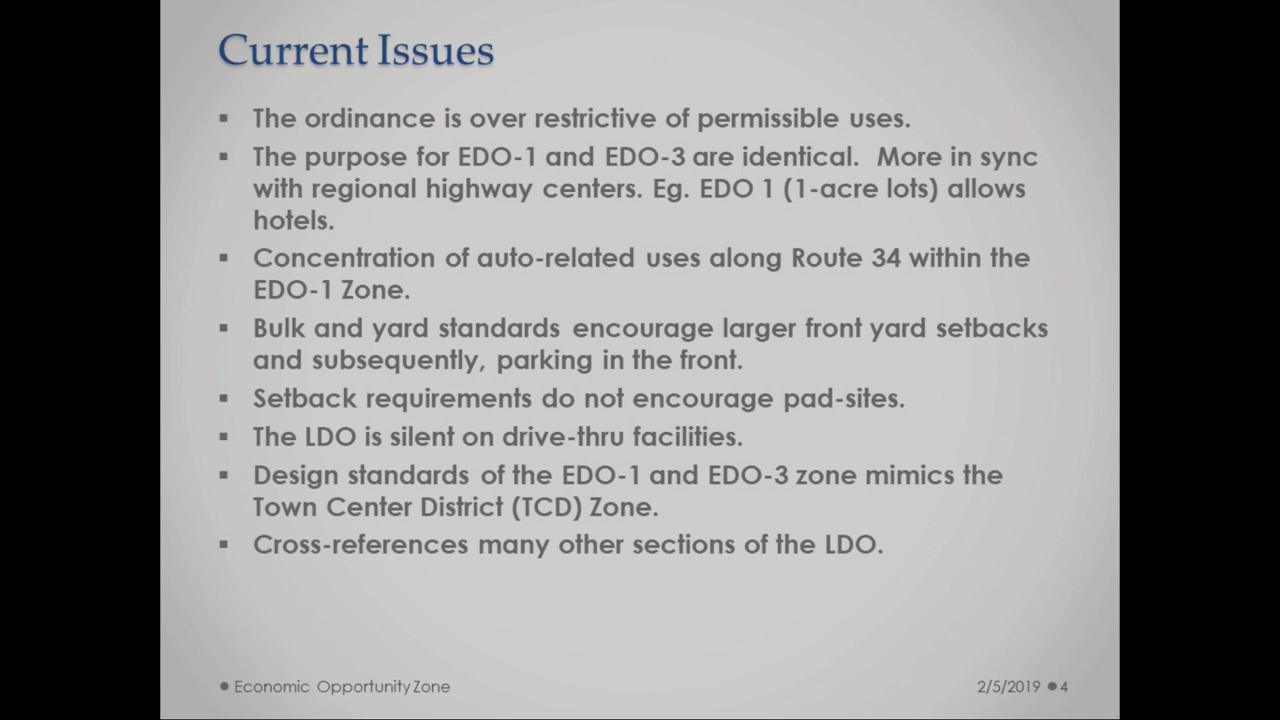 Current Issues
▪ The ordinance is over restrictive of permissible uses.
▪ The purpose for EDO-1 and EDO-3 are identical.  More in sync
with regional highway centers. Eg. EDO 1 (1-acre lots) allows
hotels.
▪ Concentration of auto-related uses along Route 34 within the
EDO-1 Zone.
▪ Bulk and yard standards encourage larger front yard setbacks
and subsequently, parking in the front.
▪ Setback requirements do not encourage pad-sites.
▪ The LDO is silent on drive-thru facilities.
▪ Design standards of the EDO-1 and EDO-3 zone mimics the
Town Center District (TCD) Zone.
▪ Cross-references many other sections of the LDO.
● Economic Opportunity Zone
2/5/2019 ● 4